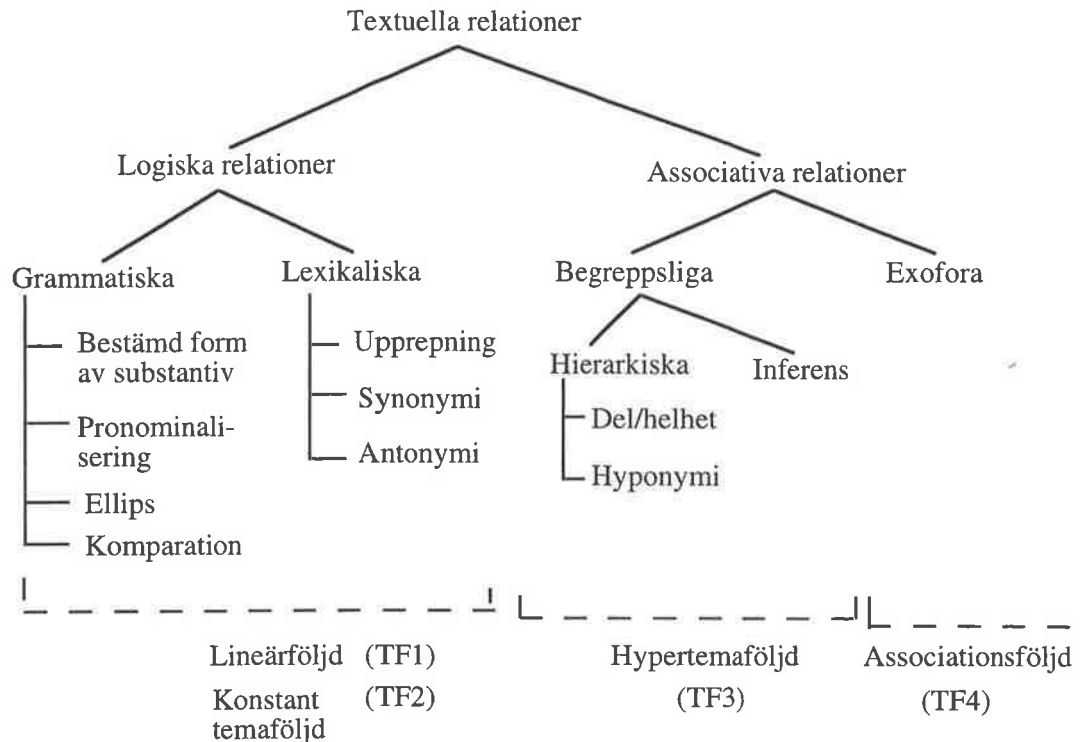 Textuella relationer
Logiska relationer
Associativa relationer
Grammatiska
Lexikaliska
Begreppsliga
Exofora
Bestämd form
av substantiv
Pronominali-
sering
Ellips
Komparation
Upprepning
Synonymi
Antonymi
Hierarkiska
Inferens
Del/helhet
Hyponymi
Lineärföljd (TF1)
Konstant (TF2)
temaföljd
Hypertemaföljd
(TF3)
Associationsföljd
(TF4)